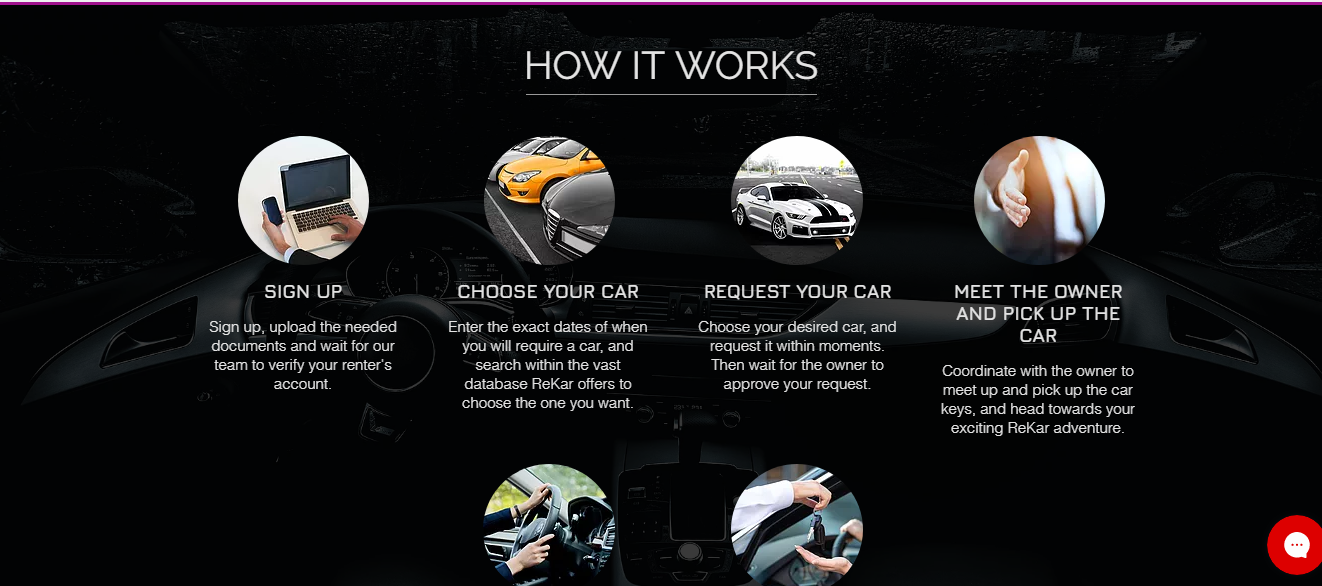 HOW IT WORKS
SIGN UP
Sign up, upload the needed
documents and wait for our
team to verify your renter's
account.
CHOOSE YOUR CAR
Enter the exact dates of when
you will require a car, and
search within the vast
database ReKar offers to
choose the one you want.
REQUEST YOUR CAR
Choose your desired car, and
request it within moments.
Then wait for the owner to
approve your request.
MEET THE OWNER
AND PICK UP THE
CAR
Coordinate with the owner to
meet up and pick up the car
keys, and head towards your
exciting ReKar adventure.